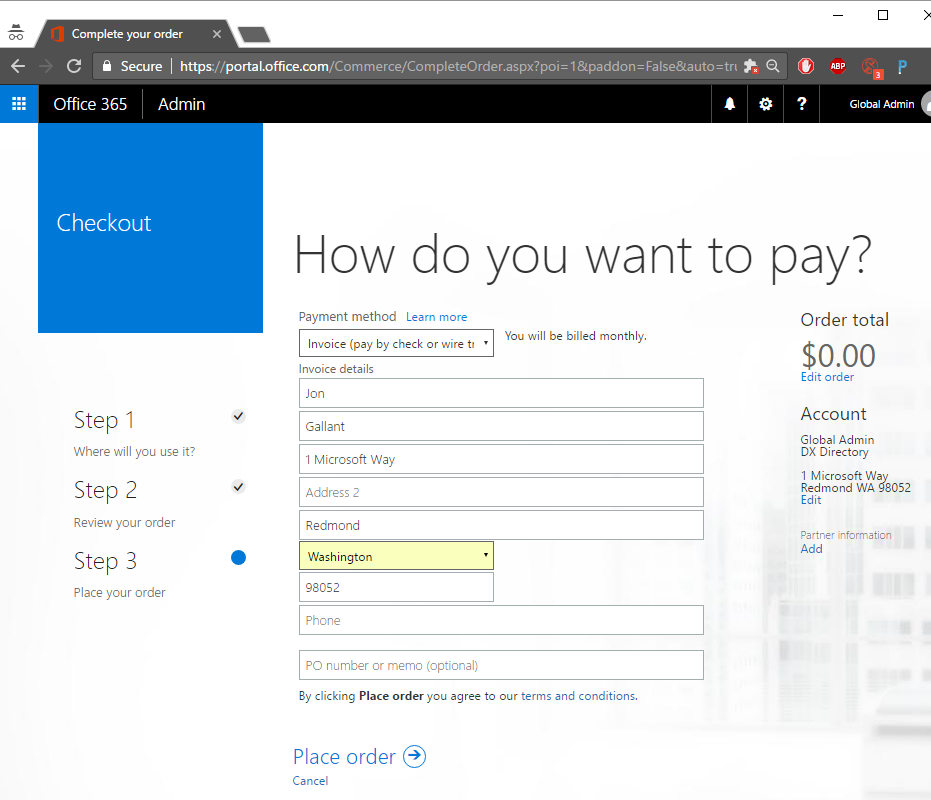 Complete your order
Secure
https://portal.office.com/Commerce/CompleteOrder.aspx?poi=1&paddon=False&auto=tru
ABP
3
P
Office 365
Admin
?
Global Admin
Checkout
How do you want to pay?
Payment method Learn more
Invoice (pay by check or wire tr
You will be billed monthly.
Invoice details
Jon
Gallant
1 Microsoft Way
Address 2
Redmond
Washington
98052
Phone
PO number or memo (optional)
By clicking Place order you agree to our terms and conditions.
Place order
Cancel
Step 1
Where will you use it?
Step 2
Review your order
Step 3
Place your order
Order total
$0.00
Edit order
Account
Global Admin
DX Directory
1 Microsoft Way
Redmond WA 98052
Edit
Partner information
Add